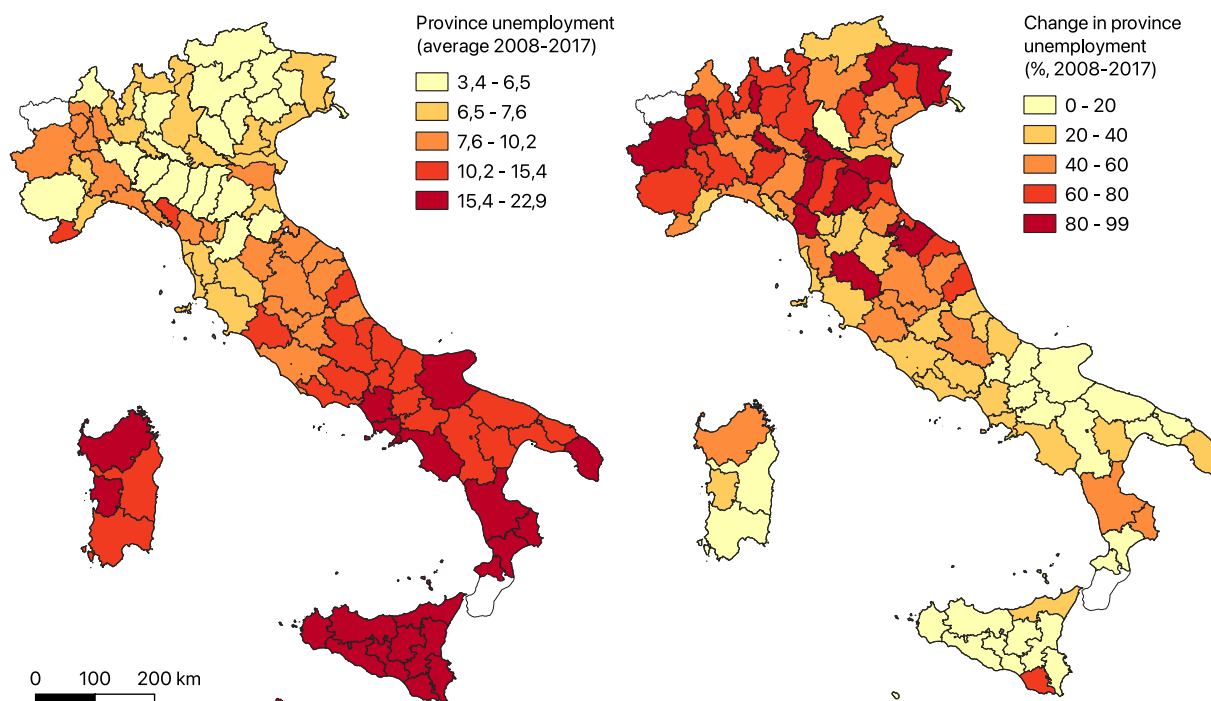 Province unemployment
(average 2008-2017)
3,4 - 6,5
6,5 - 7,6
7,6 - 10,2
10,2 - 15,4
15,4 - 22,9
Change in province
unemployment
(%, 2008-2017)
0 - 20
20 - 40
40 - 60
60 - 80
80 - 99
0 100 200 km